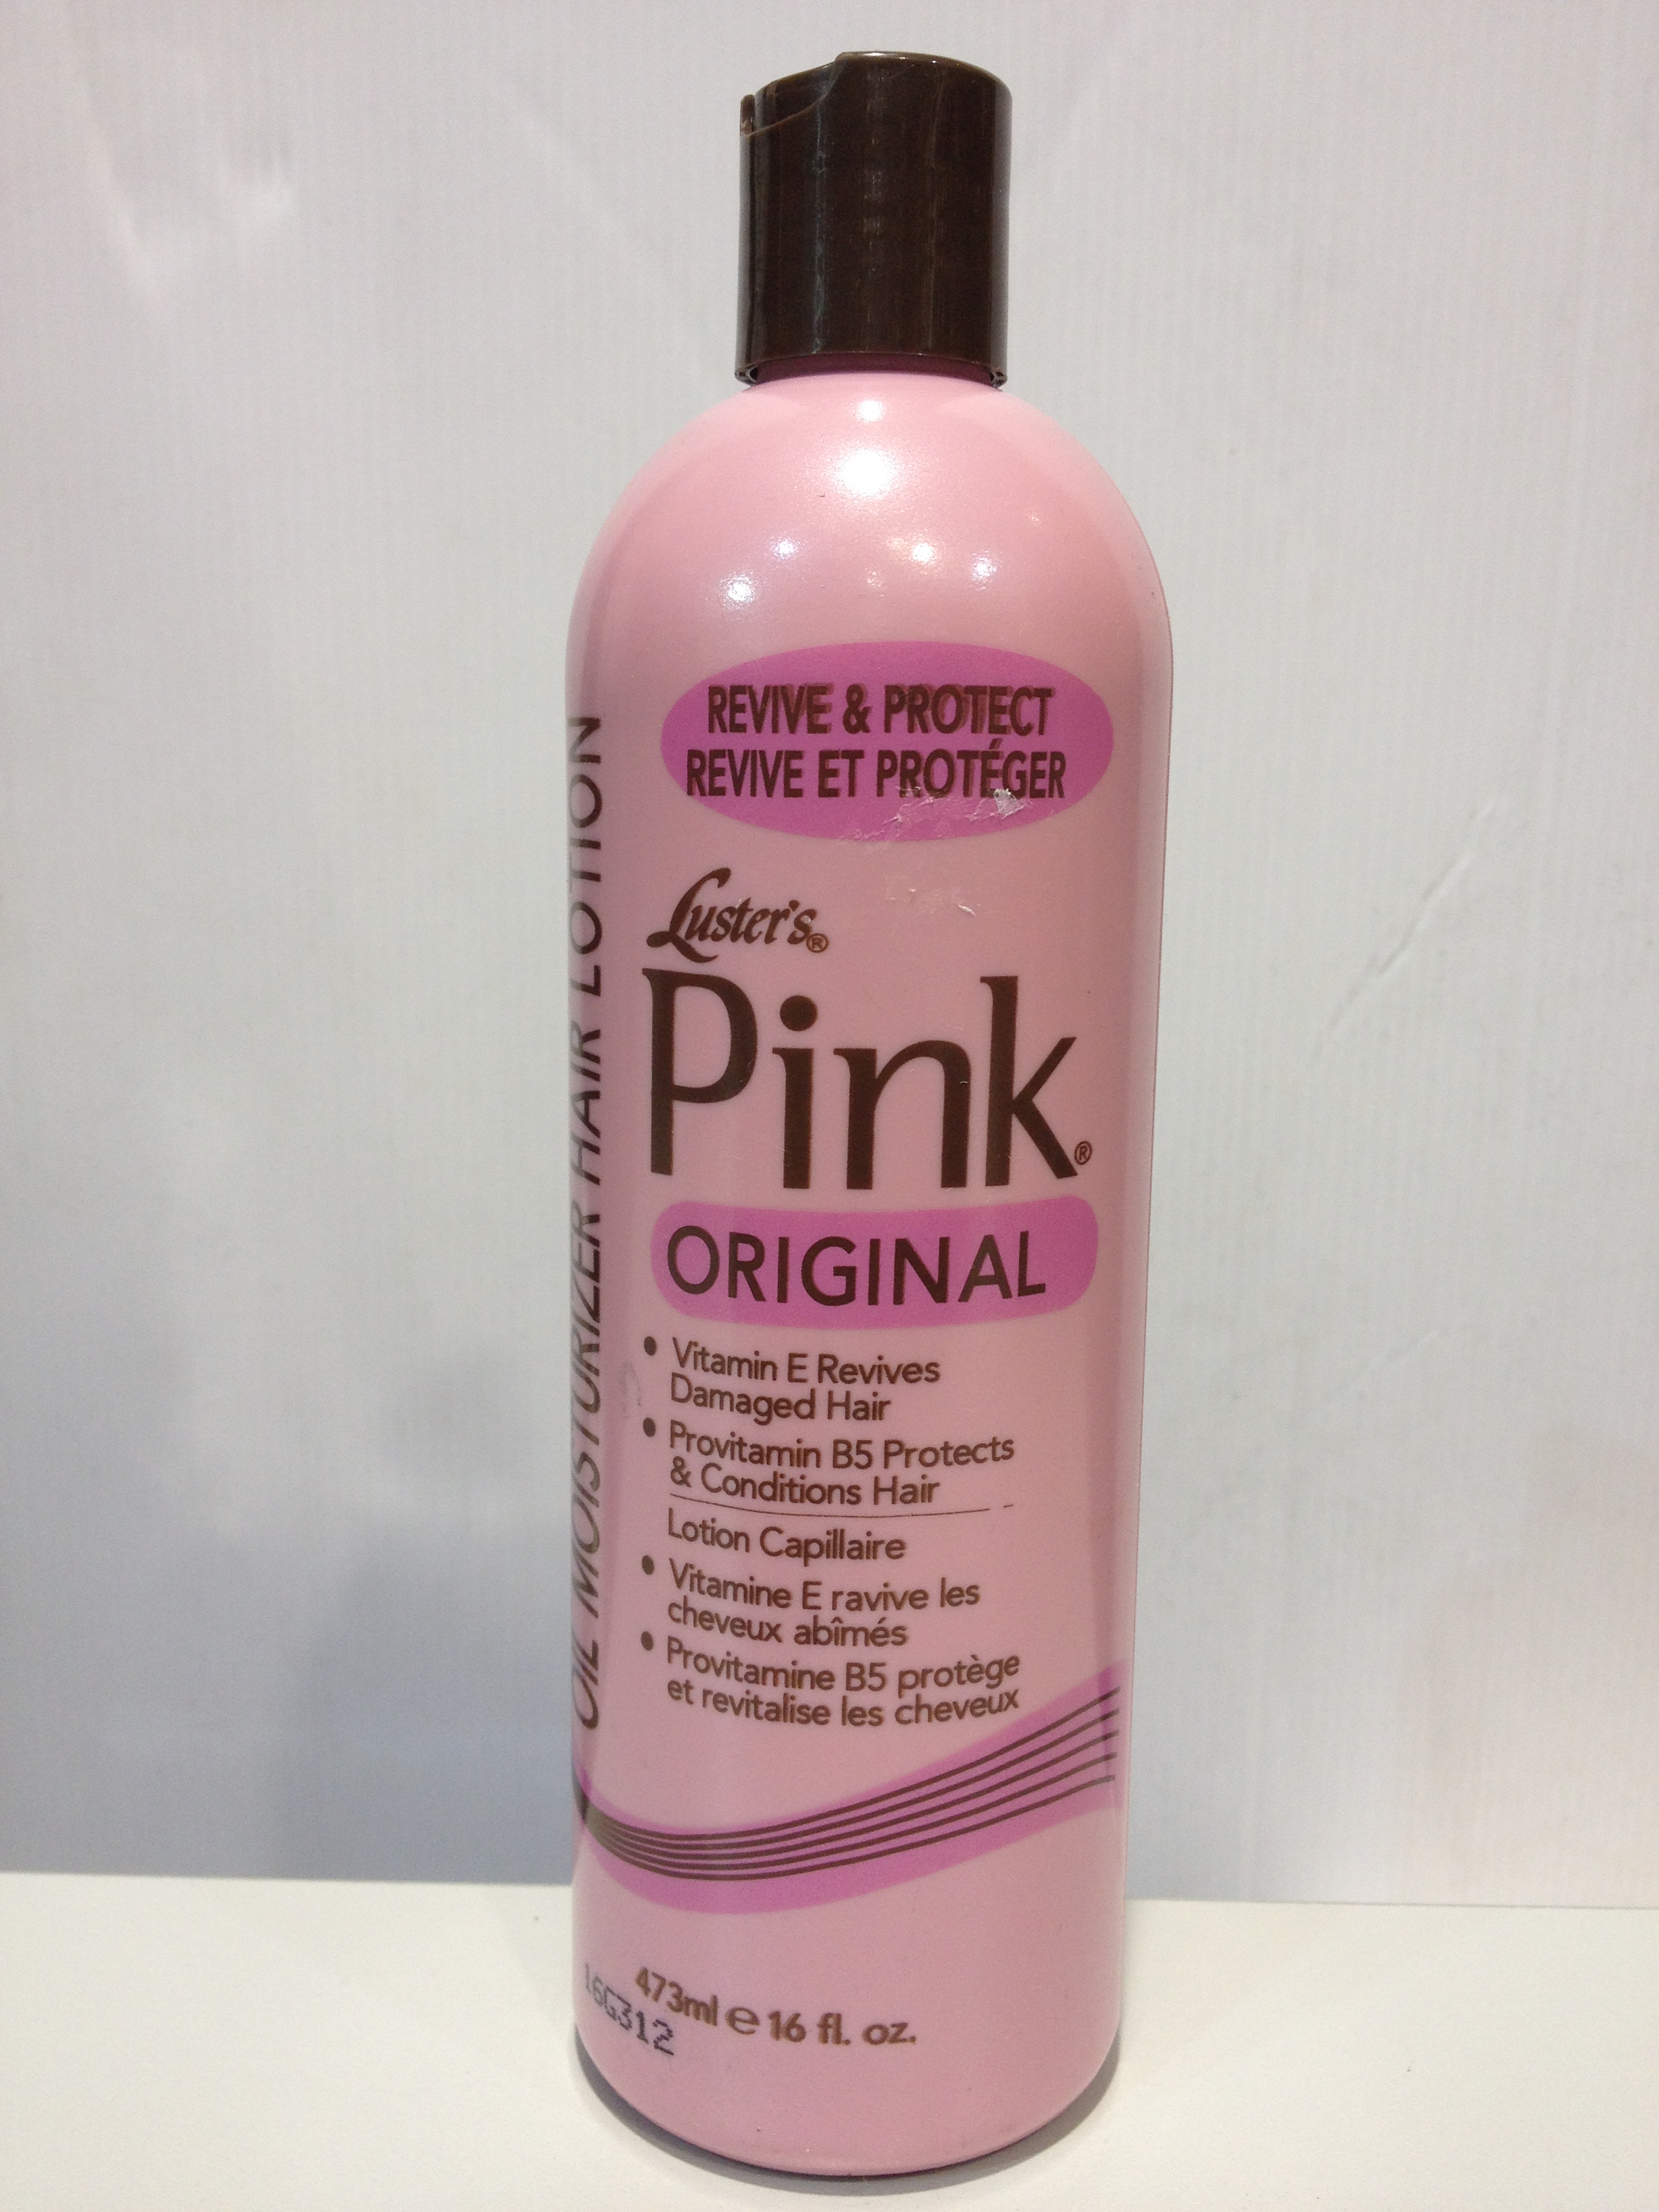 REVIVE & PROTECT
REVIVE ET PROTÉGER
Luster's®
Pink®
ORIGINAL
OIL MOISTURIZER HAIR LOTION
• Vitamin E Revives
Damaged Hair
• Provitamin B5 Protects
& Conditions Hair
Lotion Capillaire
• Vitamine E ravive les
cheveux abîmés
• Provitamine B5 protège
et revitalise les cheveux
473ml ℮ 16 fl. oz.
16G312